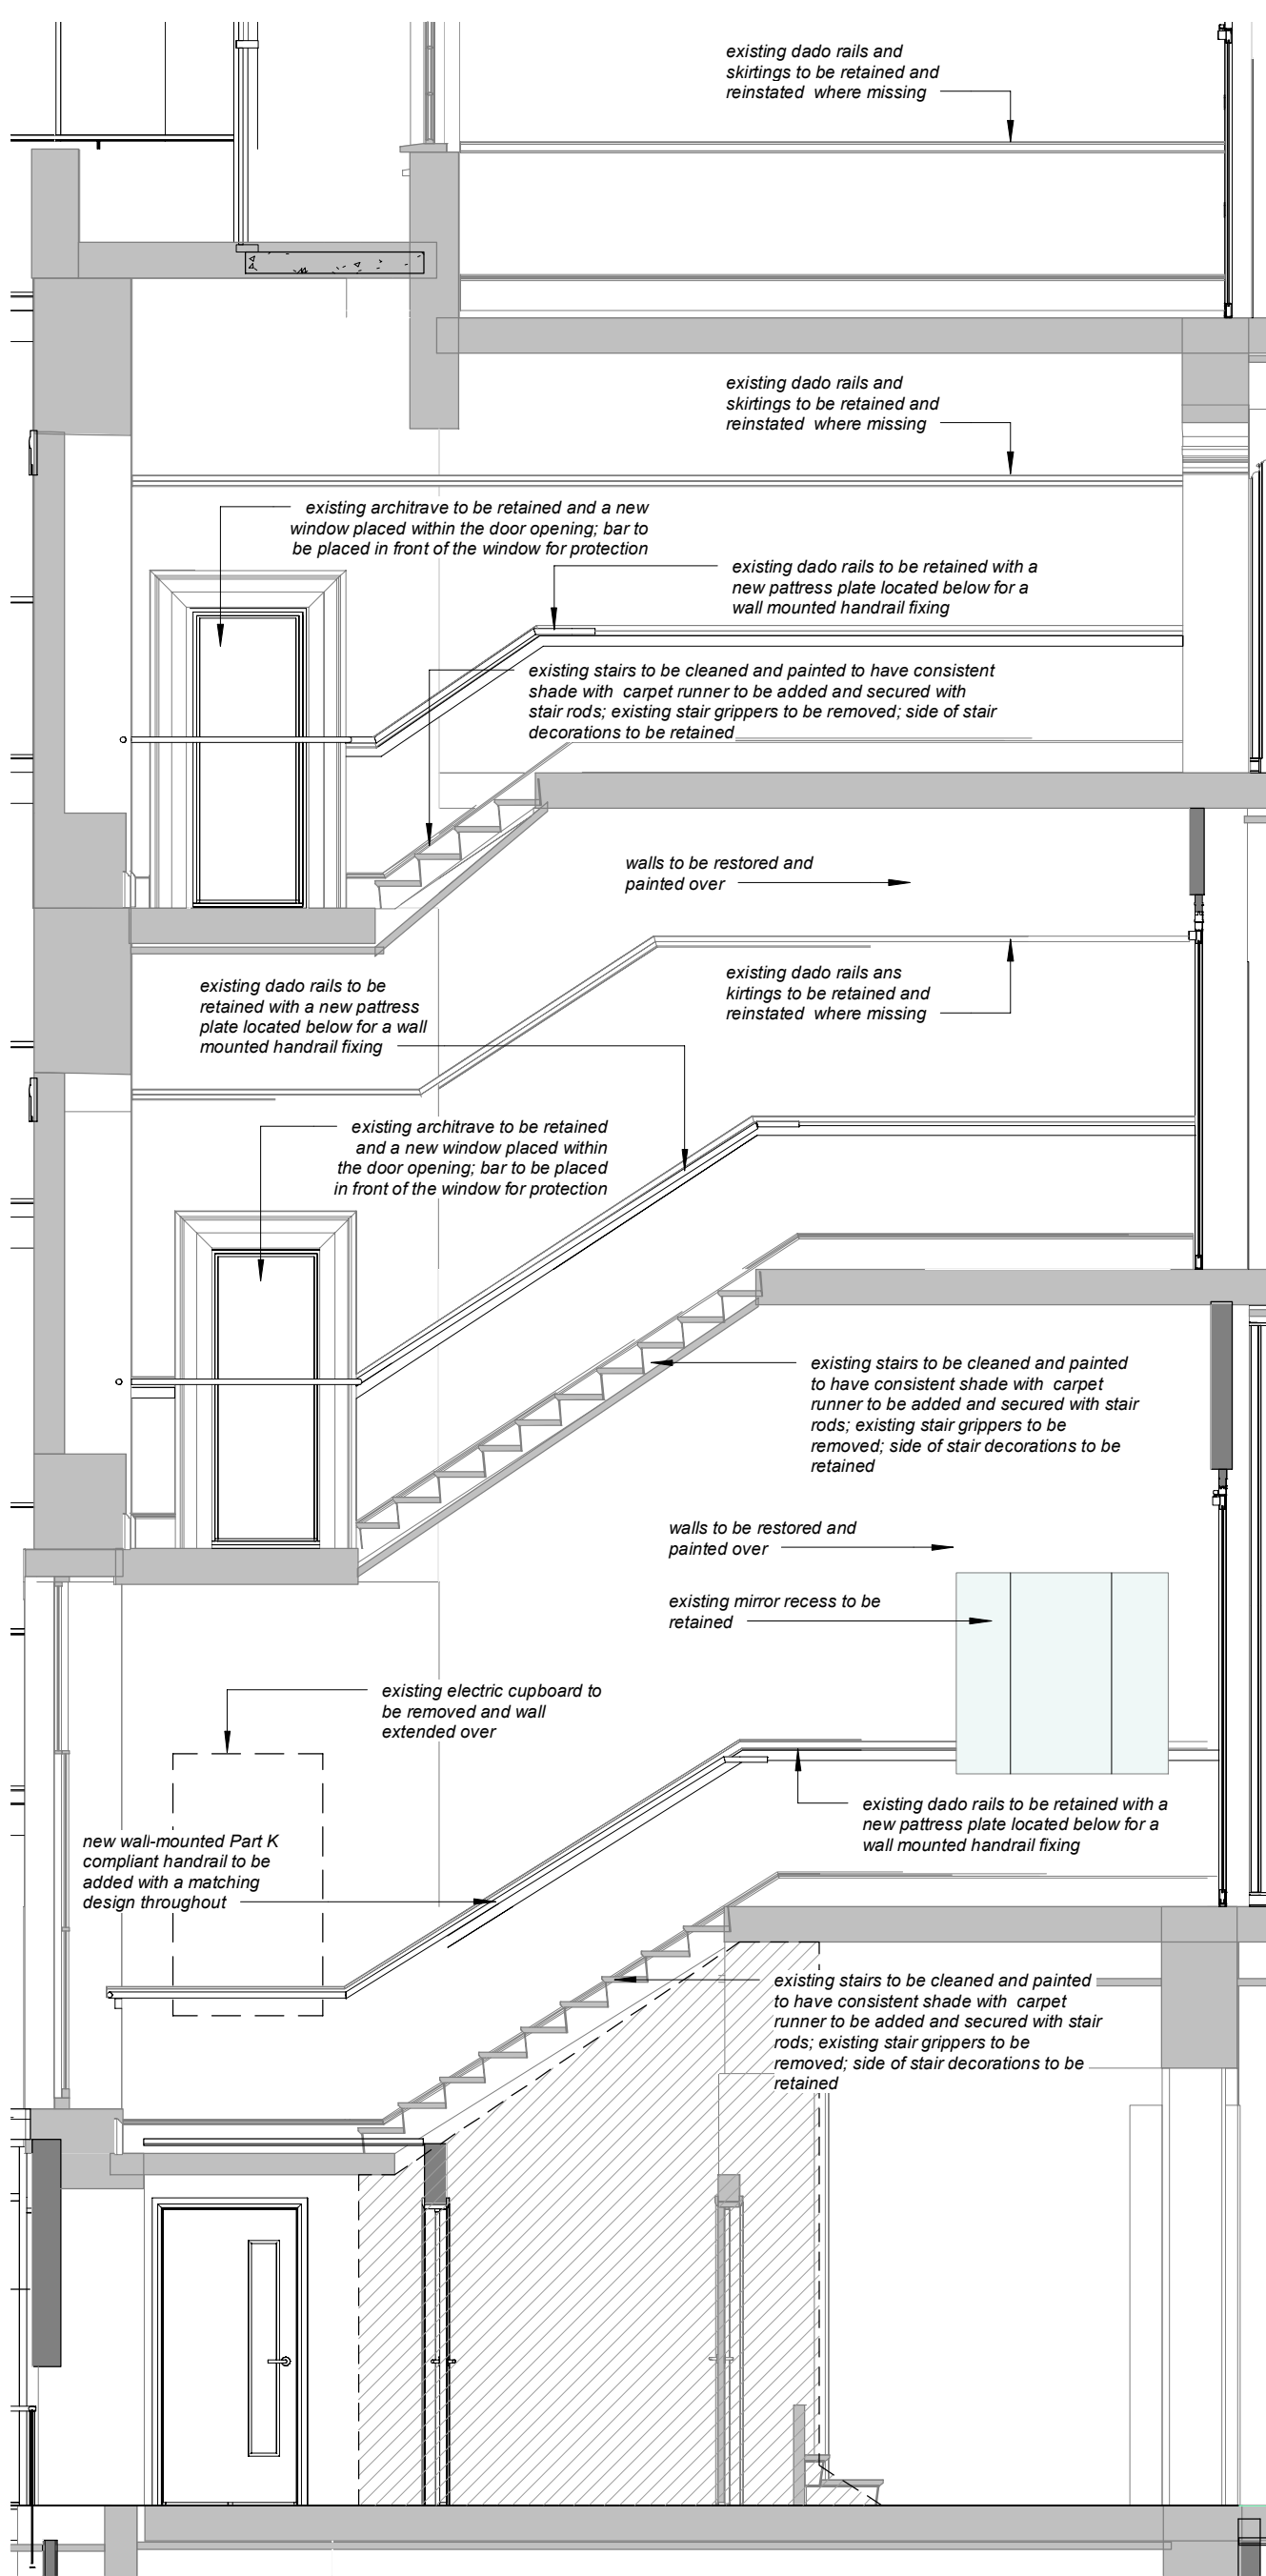 existing dado rails and
skirtings to be retained and
reinstated where missing
existing dado rails and
skirtings to be retained and
reinstated where missing
existing architrave to be retained and a new
window placed within the door opening; bar to
be placed in front of the window for protection
existing dado rails to be retained with a
new pattress plate located below for a
wall mounted handrail fixing
existing stairs to be cleaned and painted to have consistent
shade with carpet runner to be added and secured with
stair rods; existing stair grippers to be removed; side of stair
decorations to be retained
walls to be restored and
painted over
existing dado rails to be
retained with a new pattress
plate located below for a wall
mounted handrail fixing
existing dado rails ans
kirtings to be retained and
reinstated where missing
existing architrave to be retained
and a new window placed within
the door opening; bar to be placed
in front of the window for protection
existing stairs to be cleaned and painted
to have consistent shade with carpet
runner to be added and secured with stair
rods; existing stair grippers to be
removed; side of stair decorations to be
retained
walls to be restored and
painted over
existing mirror recess to be
retained
existing electric cupboard to
be removed and wall
extended over
existing dado rails to be retained with a
new pattress plate located below for a
wall mounted handrail fixing
new wall-mounted Part K
compliant handrail to be
added with a matching
design throughout
existing stairs to be cleaned and painted
to have consistent shade with carpet
runner to be added and secured with stair
rods; existing stair grippers to be
removed; side of stair decorations to be
retained